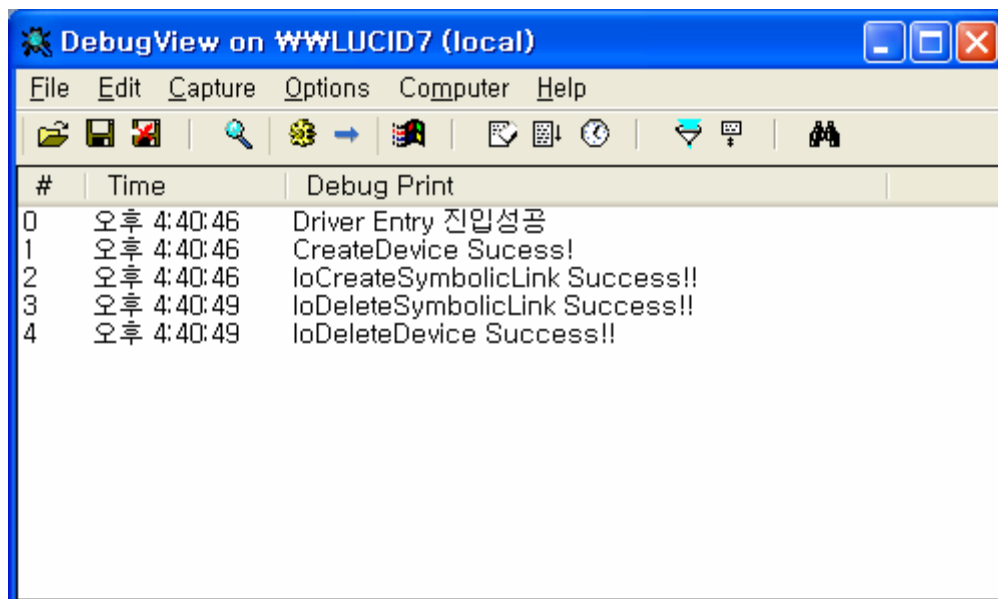 DebugView on ₩₩LUCID7 (local)
File Edit Capture Options Computer Help
# Time Debug Print
0 오후 4:40:46 Driver Entry 진입성공
1 오후 4:40:46 CreateDevice Sucess!
2 오후 4:40:46 IoCreateSymbolicLink Success!!
3 오후 4:40:49 IoDeleteSymbolicLink Success!!
4 오후 4:40:49 IoDeleteDevice Success!!